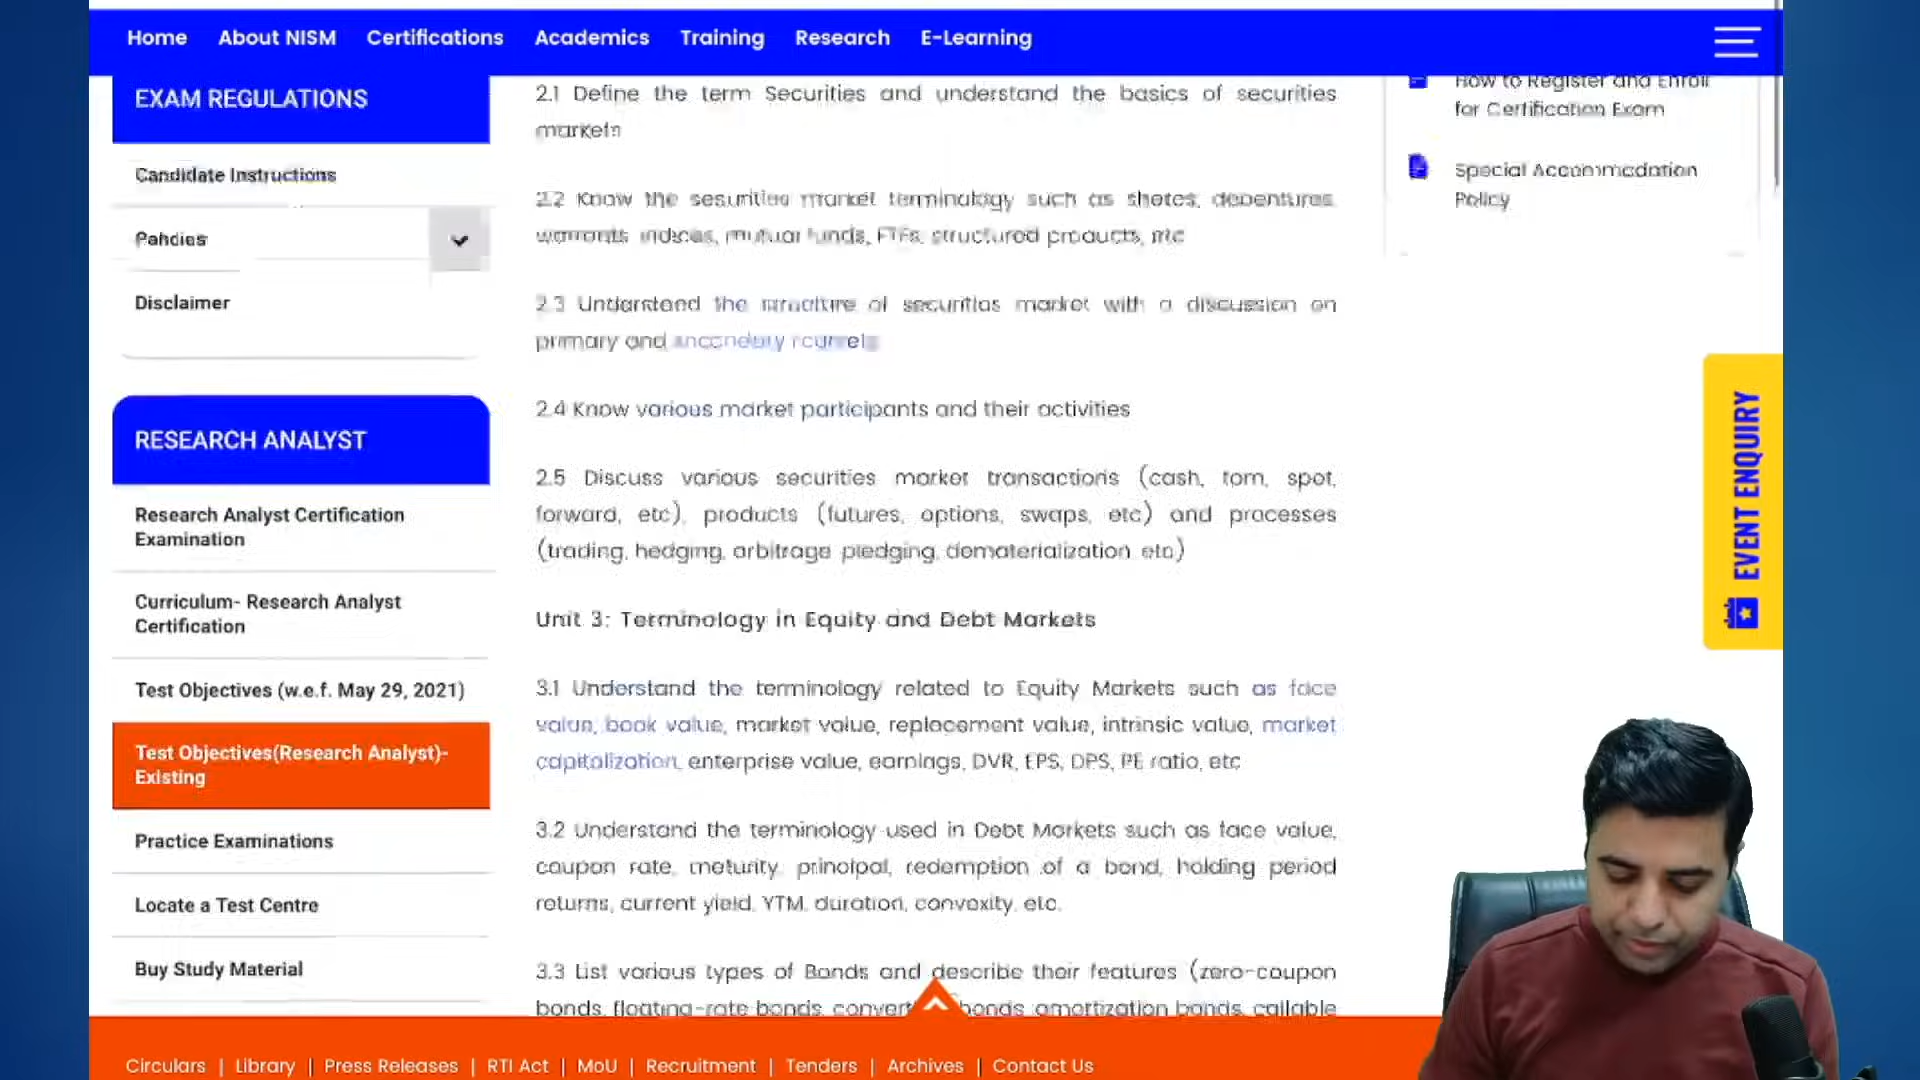 Home About NISM Certifications Academics Training Research E-Learning
EXAM REGULATIONS
Candidate Instructions
Disclaimer
RESEARCH ANALYST
Research Analyst Certification
Examination
Curriculum- Research Analyst
Certification
Test Objectives (w.e.f. May 29, 2021)
Test Objectives(Research Analyst)-
Existing
Practice Examinations
Locate a Test Centre
Buy Study Material
2.1 Define the term Securities and understand the basics of securities
markets
2.2 Know the securities market terminology such as shares, debentures,
warrants, indices, mutual funds, ETFs, structured products, etc
2.3 Understand the structure of securities market with a discussion on
primary and secondary markets
2.4 Know various market participants and their activities
2.5 Discuss various securities market transactions (cash, tom, spot,
forward, etc), products (futures, options, swaps, etc) and processes
(trading, hedging, arbitrage pledging, dematerialization etc)
Unit 3: Terminology in Equity and Debt Markets
3.1 Understand the terminology related to Equity Markets such as face
value, book value, market value, replacement value, intrinsic value, market
capitalization, enterprise value, earnings, DVR, EPS, DPS, PE ratio, etc
3.2 Understand the terminology used in Debt Markets such as face value,
coupon rate, maturity, principal, redemption of a bond, holding period
returns, current yield, YTM, duration, convexity, etc.
3.3 List various types of Bonds and describe their features (zero-coupon
bonds, floating-rate bonds, bonds, amortization bonds, callable
How to Register and Enroll
for Certification Exam
Special Accommodation
Policy
EVENT ENQUIRY
Circulars | Library | Press Releases | RTI Act | MoU | Recruitment | Tenders | Archives | Contact Us